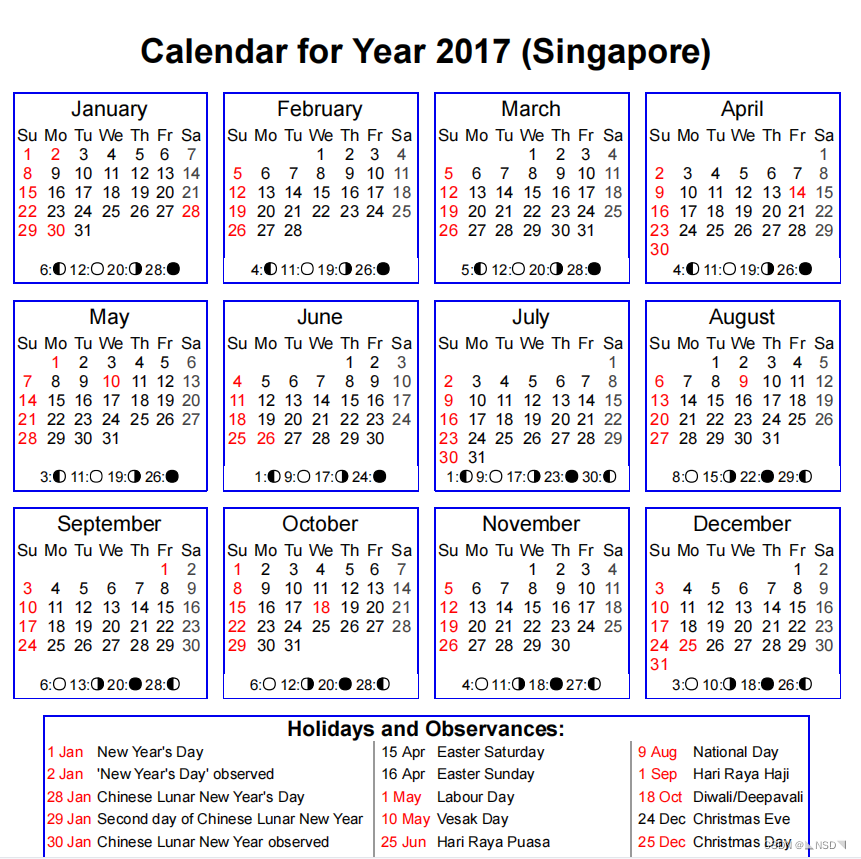 Calendar for Year 2017 (Singapore)
January
Su Mo Tu We Th Fr Sa
1 2 3 4 5 6 7
8 9 10 11 12 13 14
15 16 17 18 19 20 21
22 23 24 25 26 27 28
29 30 31
6:◐ 12:○ 20:◑ 28:●
February
Su Mo Tu We Th Fr Sa
1 2 3 4
5 6 7 8 9 10 11
12 13 14 15 16 17 18
19 20 21 22 23 24 25
26 27 28
4:◐ 11:○ 19:◑ 26:●
March
Su Mo Tu We Th Fr Sa
1 2 3 4
5 6 7 8 9 10 11
12 13 14 15 16 17 18
19 20 21 22 23 24 25
26 27 28 29 30 31
5:◐ 12:○ 20:◑ 28:●
April
Su Mo Tu We Th Fr Sa
1
2 3 4 5 6 7 8
9 10 11 12 13 14 15
16 17 18 19 20 21 22
23 24 25 26 27 28 29
30
4:◐ 11:○ 19:◑ 26:●
May
Su Mo Tu We Th Fr Sa
1 2 3 4 5 6
7 8 9 10 11 12 13
14 15 16 17 18 19 20
21 22 23 24 25 26 27
28 29 30 31
3:◐ 11:○ 19:◑ 26:●
June
Su Mo Tu We Th Fr Sa
1 2 3
4 5 6 7 8 9 10
11 12 13 14 15 16 17
18 19 20 21 22 23 24
25 26 27 28 29 30
1:◐ 9:○ 17:◑ 24:●
July
Su Mo Tu We Th Fr Sa
1
2 3 4 5 6 7 8
9 10 11 12 13 14 15
16 17 18 19 20 21 22
23 24 25 26 27 28 29
30 31
1:◐ 9:○ 17:◑ 23:● 30:◐
August
Su Mo Tu We Th Fr Sa
1 2 3 4 5
6 7 8 9 10 11 12
13 14 15 16 17 18 19
20 21 22 23 24 25 26
27 28 29 30 31
8:○ 15:◑ 22:● 29:◐
September
Su Mo Tu We Th Fr Sa
1 2
3 4 5 6 7 8 9
10 11 12 13 14 15 16
17 18 19 20 21 22 23
24 25 26 27 28 29 30
6:○ 13:◑ 20:● 28:◐
October
Su Mo Tu We Th Fr Sa
1 2 3 4 5 6 7
8 9 10 11 12 13 14
15 16 17 18 19 20 21
22 23 24 25 26 27 28
29 30 31
6:○ 12:◑ 20:● 28:◐
November
Su Mo Tu We Th Fr Sa
1 2 3 4
5 6 7 8 9 10 11
12 13 14 15 16 17 18
19 20 21 22 23 24 25
26 27 28 29 30
4:○ 11:◑ 18:● 27:◐
December
Su Mo Tu We Th Fr Sa
1 2
3 4 5 6 7 8 9
10 11 12 13 14 15 16
17 18 19 20 21 22 23
24 25 26 27 28 29 30
31
3:○ 10:◑ 18:● 26:◐
Holidays and Observances:
1 Jan New Year's Day
2 Jan 'New Year's Day' observed
28 Jan Chinese Lunar New Year's Day
29 Jan Second day of Chinese Lunar New Year
30 Jan Chinese Lunar New Year observed
15 Apr Easter Saturday
16 Apr Easter Sunday
1 May Labour Day
10 May Vesak Day
25 Jun Hari Raya Puasa
9 Aug National Day
1 Sep Hari Raya Haji
18 Oct Diwali/Deepavali
24 Dec Christmas Eve
25 Dec Christmas Day